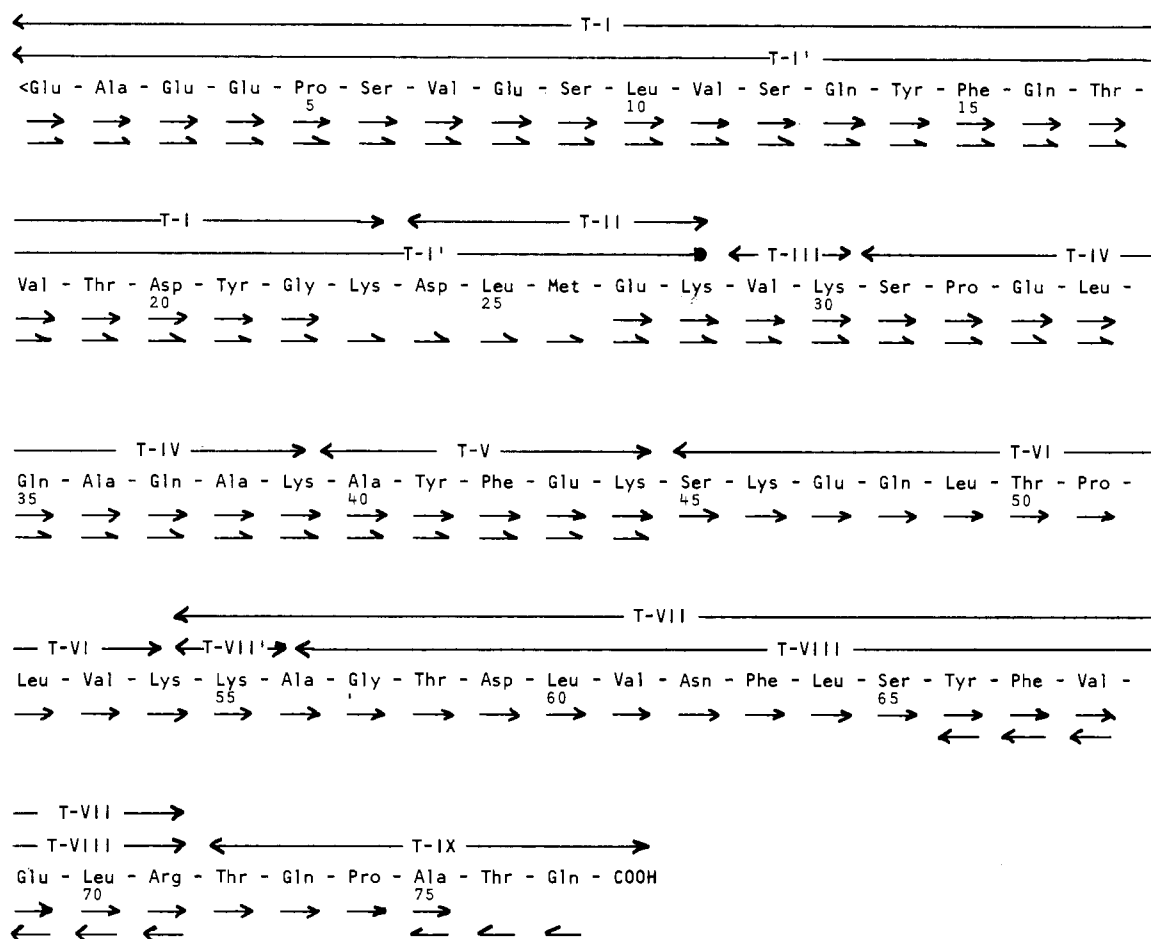 T-I
T-I'
<Glu - Ala - Glu - Glu - Pro - Ser - Val - Glu - Ser - Leu - Val - Ser - Gln - Tyr - Phe - Gln - Thr -
5 10 15
T-I T-II
T-I' T-III T-IV
Val - Thr - Asp - Tyr - Gly - Lys - Asp - Leu - Met - Glu - Lys - Val - Lys - Ser - Pro - Glu - Leu -
20 25 30
T-IV T-V T-VI
Gln - Ala - Gln - Ala - Lys - Ala - Tyr - Phe - Glu - Lys - Ser - Lys - Glu - Gln - Leu - Thr - Pro -
35 40 45 50
T-VII
T-VI T-VII' T-VIII
Leu - Val - Lys - Lys - Ala - Gly - Thr - Asp - Leu - Val - Asn - Phe - Leu - Ser - Tyr - Phe - Val -
55 60 65
T-VII
T-VIII T-IX
Glu - Leu - Arg - Thr - Gln - Pro - Ala - Thr - Gln - COOH
70 75